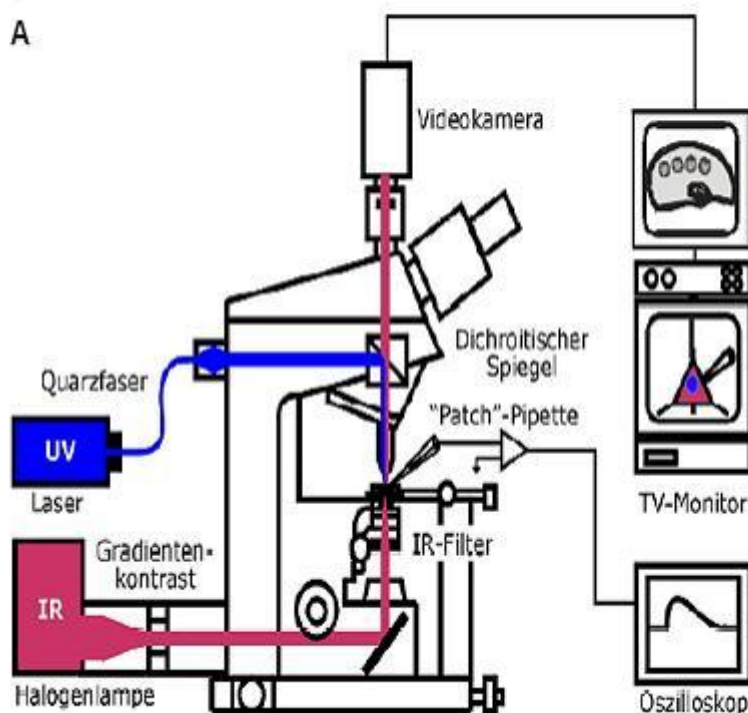 A
Videokamera
Dichroitischer
Spiegel
Quarzfaser
"Patch"-Pipette
UV
Laser
TV-Monitor
Gradienten-
kontrast
IR-Filter
IR
Halogenlampe
Oszilloskop